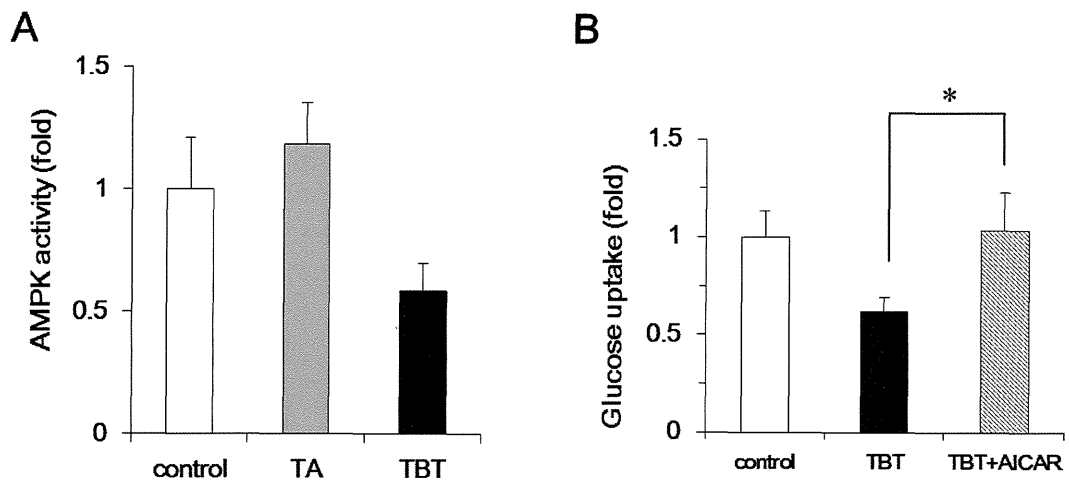 A
AMPK activity (fold)
1.5
1
0.5
0
control TA TBT
B
*
Glucose uptake (fold)
1.5
1
0.5
0
control TBT TBT+AICAR